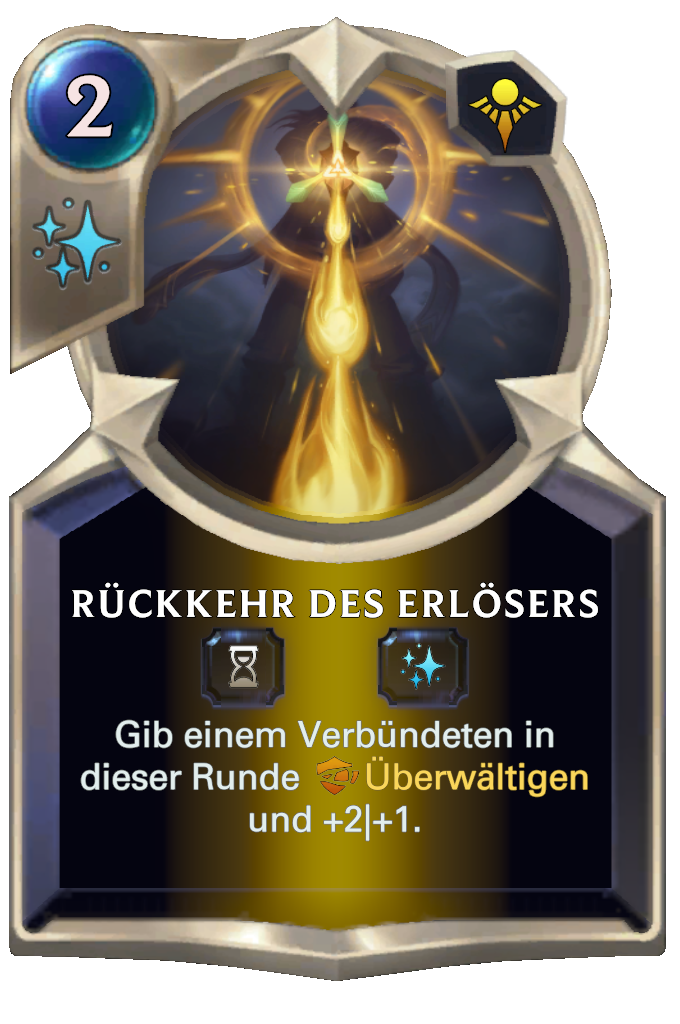 2
RÜCKKEHR DES ERLÖSERS
Gib einem Verbündeten in
dieser Runde Überwältigen
und +2|+1.